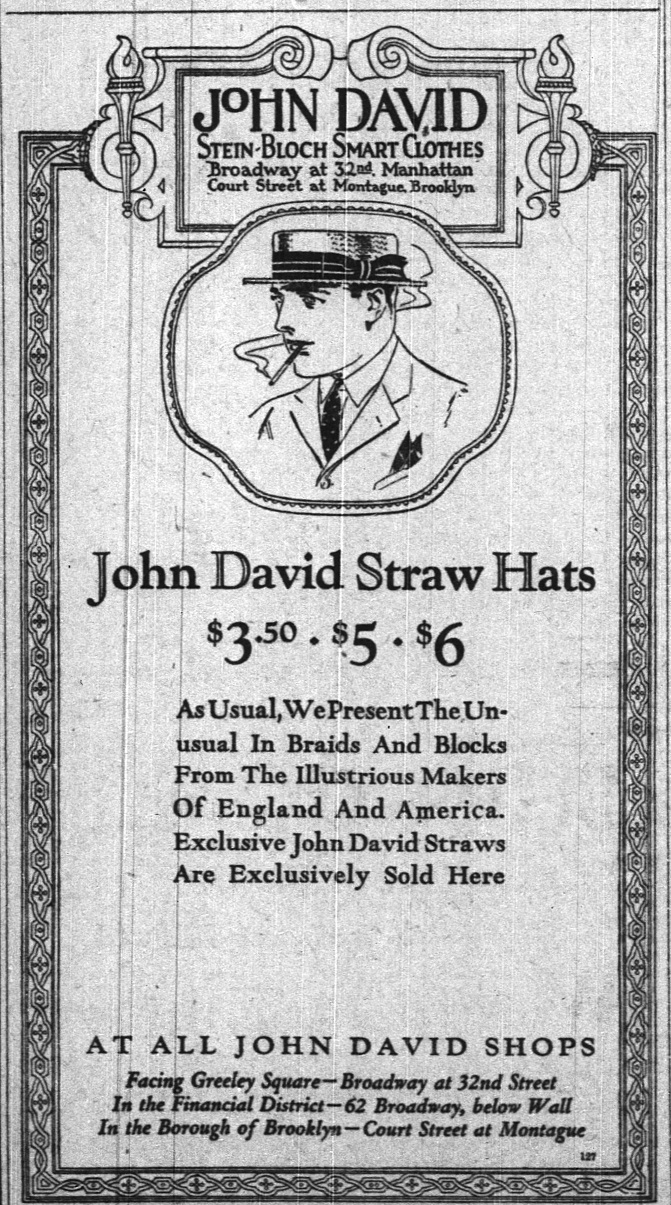 JOHN DAVID
STEIN-BLOCH SMART CLOTHES
Broadway at 32nd, Manhattan
Court Street at Montague, Brooklyn
John David Straw Hats
$3.50 · $5 · $6
As Usual, We Present The Un-
usual In Braids And Blocks
From The Illustrious Makers
Of England And America.
Exclusive John David Straws
Are Exclusively Sold Here
AT ALL JOHN DAVID SHOPS
Facing Greeley Square—Broadway at 32nd Street
In the Financial District—62 Broadway, below Wall
In the Borough of Brooklyn—Court Street at Montague
127